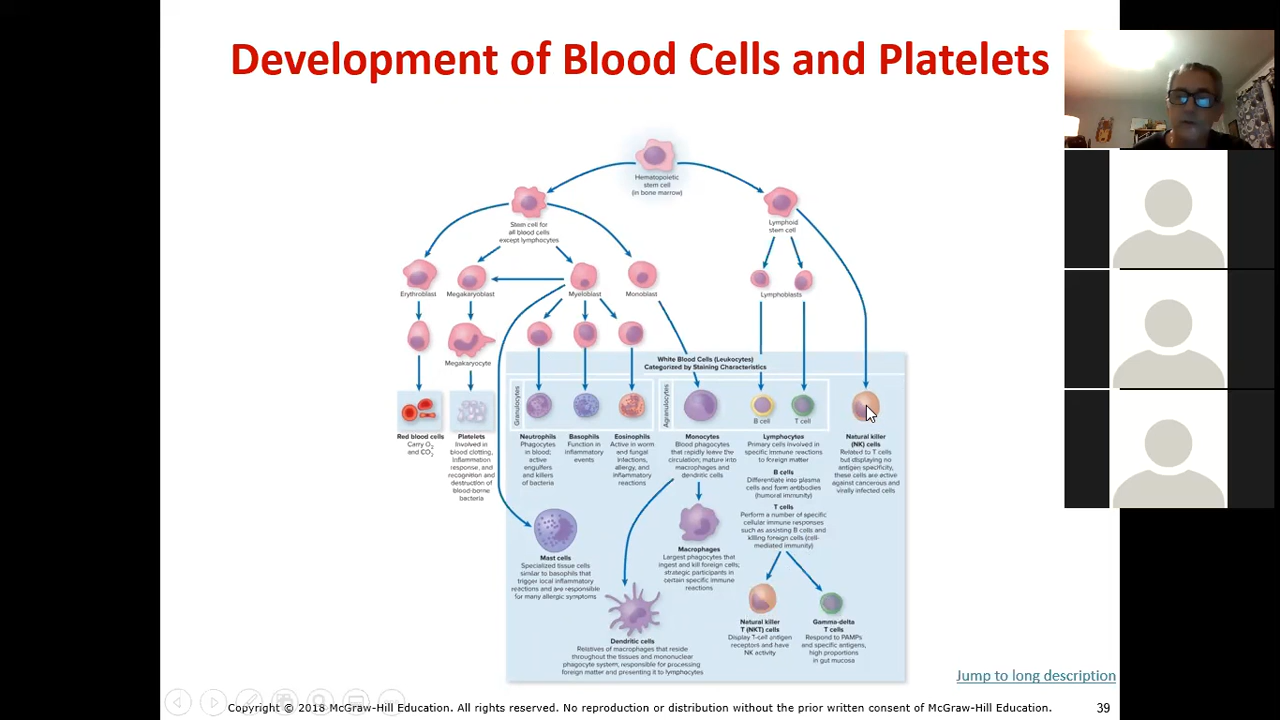 Development of Blood Cells and Platelets
Hematopoietic
stem cell
(in bone marrow)
Stem cell for
all blood cells
except lymphocytes
Lymphoid
stem cell
Erythroblast
Megakaryoblast
Myeloblast
Monoblast
Lymphoblasts
Megakaryocyte
White Blood Cells (Leukocytes)
Categorized by Staining Characteristics
Granulocytes
Agranulocytes
B cell
T cell
Red blood cells
Carry O2
and CO2
Platelets
Involved in
blood clotting,
inflammation
response, and
recognition and
destruction of
blood-borne
bacteria
Neutrophils
Phagocytes
in blood;
active
engulfers
and killers
of bacteria
Basophils
Function in
inflammatory
events
Eosinophils
Active in worm
and fungal
infections,
allergy, and
inflammatory
reactions
Monocytes
Blood phagocytes
that rapidly leave the
circulation; mature into
macrophages and
dendritic cells
Lymphocytes
Primary cells involved in
specific immune reactions
to foreign matter
B cells
Differentiate into plasma
cells and form antibodies
(humoral immunity)
T cells
Perform a number of specific
cellular immune responses
such as assisting B cells and
killing foreign cells (cell-
mediated immunity)
Natural killer
(NK) cells
Related to T cells
but displaying no
antigen specificity,
these cells are active
against cancerous and
virally infected cells
Mast cells
Specialized tissue cells
similar to basophils that
trigger local inflammatory
reactions and are responsible
for many allergic symptoms
Macrophages
Largest phagocytes that
ingest and kill foreign cells;
strategic participants in
certain specific immune
reactions
Dendritic cells
Relatives of macrophages that reside
throughout the tissues and mononuclear
phagocyte system, responsible for processing
foreign matter and presenting it to lymphocytes
Natural killer
T (NKT) cells
Display T-cell antigen
receptors and have
NK activity
Gamma-delta
T cells
Respond to PAMPs
and specific antigens,
high proportions
in gut mucosa
Jump to long description
Copyright © 2018 McGraw-Hill Education. All rights reserved. No reproduction or distribution without the prior written consent of McGraw-Hill Education.
39